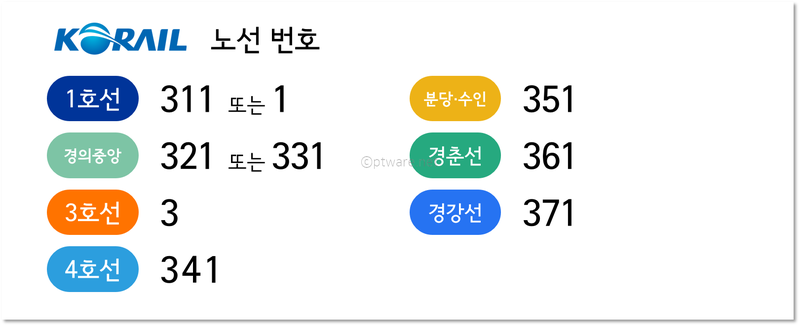 KORAIL 노선 번호
1호선 311 또는 1
경의중앙 321 또는 331
3호선 3
4호선 341
분당·수인 351
경춘선 361
경강선 371
ⓒptware